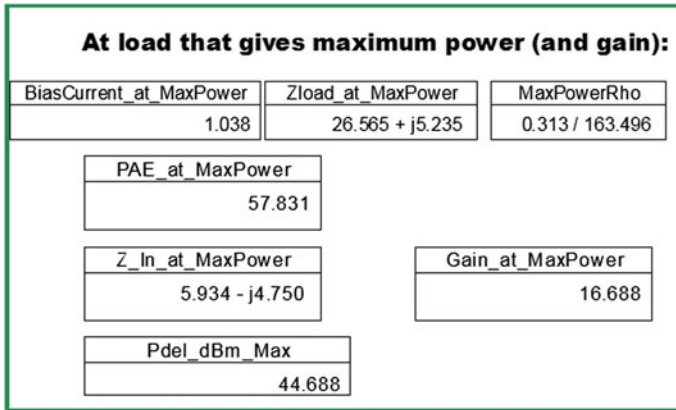 At load that gives maximum power (and gain):
BiasCurrent_at_MaxPower Zload_at_MaxPower MaxPowerRho
1.038 26.565 + j5.235 0.313 / 163.496
PAE_at_MaxPower
57.831
Z_In_at_MaxPower Gain_at_MaxPower
5.934 - j4.750 16.688
Pdel_dBm_Max
44.688